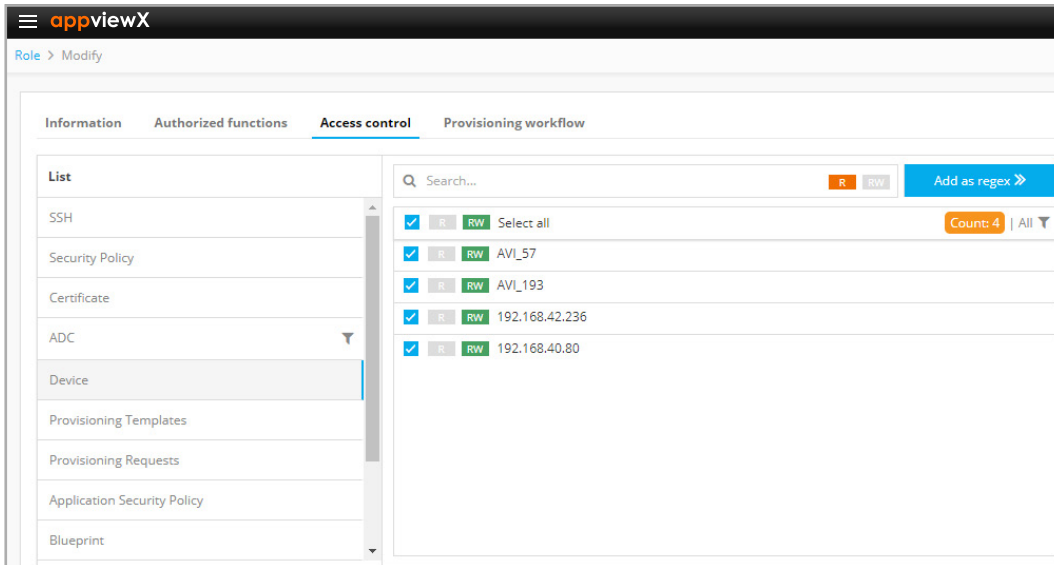 appviewX
Role > Modify
Information Authorized functions Access control Provisioning workflow
List
Search... R RW Add as regex »
SSH
R RW Select all Count: 4 | All
Security Policy
R RW AVI_57
Certificate
R RW AVI_193
ADC
R RW 192.168.42.236
Device
R RW 192.168.40.80
Provisioning Templates
Provisioning Requests
Application Security Policy
Blueprint